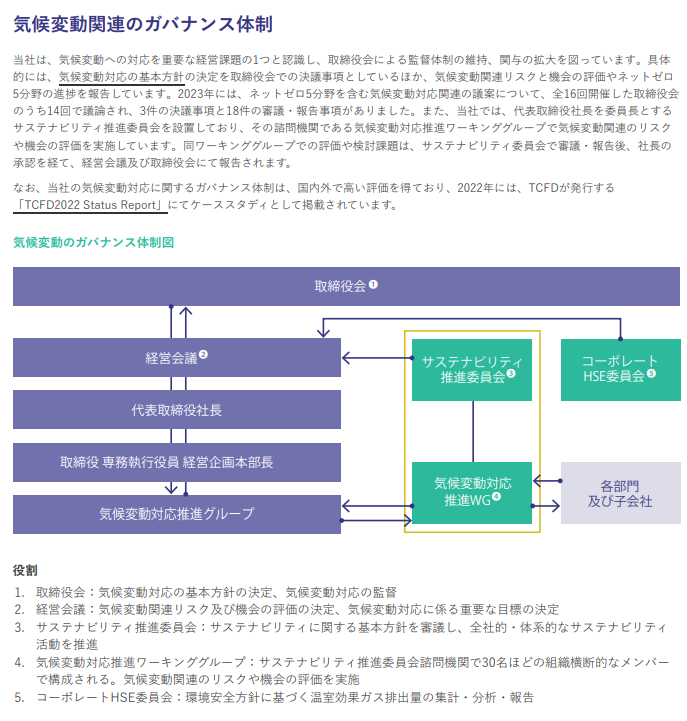 気候変動関連のガバナンス体制
当社は、気候変動への対応を重要な経営課題の1つと認識し、取締役会による監督体制の維持、関与の拡大を図っています。具体
的には、気候変動対応の基本方針の決定を取締役会での決議事項としているほか、気候変動関連リスクと機会の評価やネットゼロ
5分野の進捗を報告しています。2023年には、ネットゼロ5分野を含む気候変動対応関連の議案について、全16回開催した取締役会
のうち14回で議論され、3件の決議事項と18件の審議・報告事項がありました。また、当社では、代表取締役社長を委員長とする
サステナビリティ推進委員会を設置しており、その諮問機関である気候変動対応推進ワーキンググループで気候変動関連のリスク
や機会の評価を実施しています。同ワーキンググループでの評価や検討課題は、サステナビリティ委員会で審議・報告後、社長の
承認を経て、経営会議及び取締役会にて報告されます。
なお、当社の気候変動対応に関するガバナンス体制は、国内外で高い評価を得ており、2022年には、TCFDが発行する
「TCFD2022 Status Report」にてケーススタディとして掲載されています。
気候変動のガバナンス体制図
取締役会❶
経営会議❷
代表取締役社長
取締役 専務執行役員 経営企画本部長
気候変動対応推進グループ
サステナビリティ
推進委員会❸
コーポレート
HSE委員会❺
気候変動対応
推進WG❹
各部門
及び子会社
役割
1. 取締役会：気候変動対応の基本方針の決定、気候変動対応の監督
2. 経営会議：気候変動関連リスク及び機会の評価の決定、気候変動対応に係る重要な目標の決定
3. サステナビリティ推進委員会：サステナビリティに関する基本方針を審議し、全社的・体系的なサステナビリティ
活動を推進
4. 気候変動対応推進ワーキンググループ：サステナビリティ推進委員会諮問機関で30名ほどの組織横断的なメンバー
で構成される。気候変動関連のリスクや機会の評価を実施
5. コーポレートHSE委員会：環境安全方針に基づく温室効果ガス排出量の集計・分析・報告